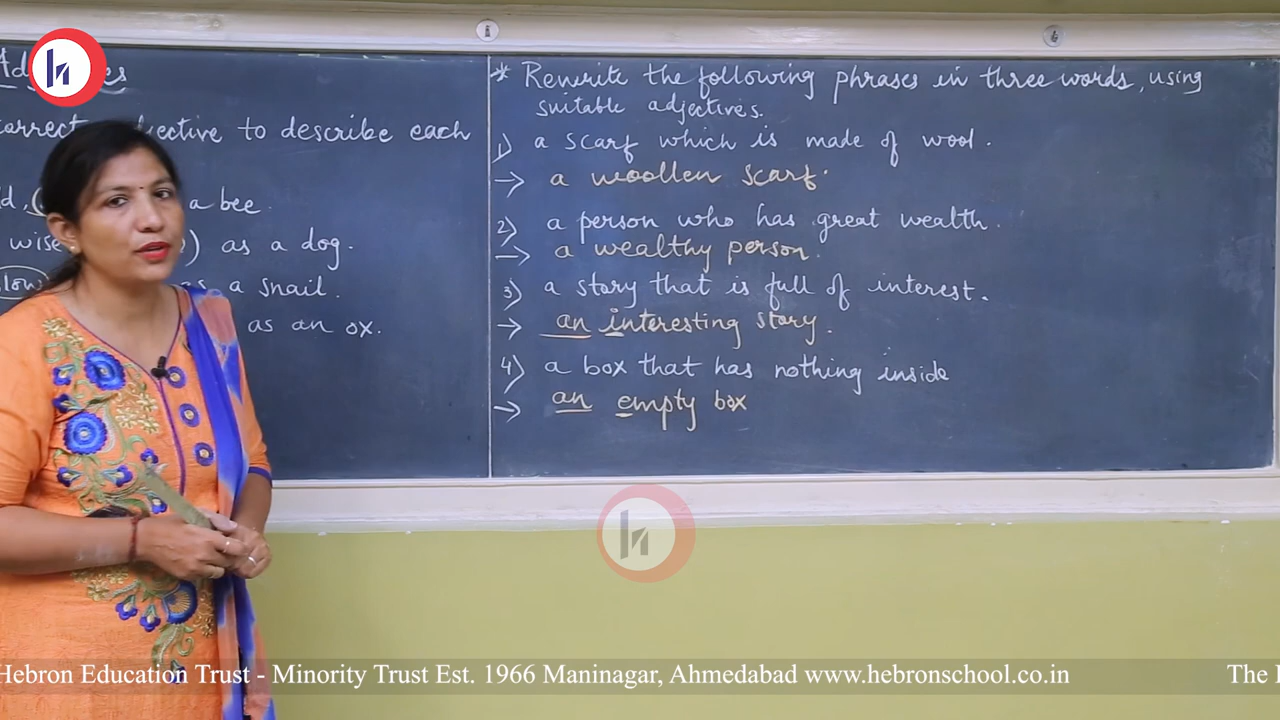 correct adjective to describe each
a bee.
wise as a dog.
slow as a snail.
as an ox.
* Rewrite the following phrases in three words, using
suitable adjectives.
1) a scarf which is made of wool.
→ a woollen scarf.
2) a person who has great wealth.
→ a wealthy person.
3) a story that is full of interest.
→ an interesting story.
4) a box that has nothing inside
→ an empty box
Hebron Education Trust - Minority Trust Est. 1966 Maninagar, Ahmedabad www.hebronschool.co.in The